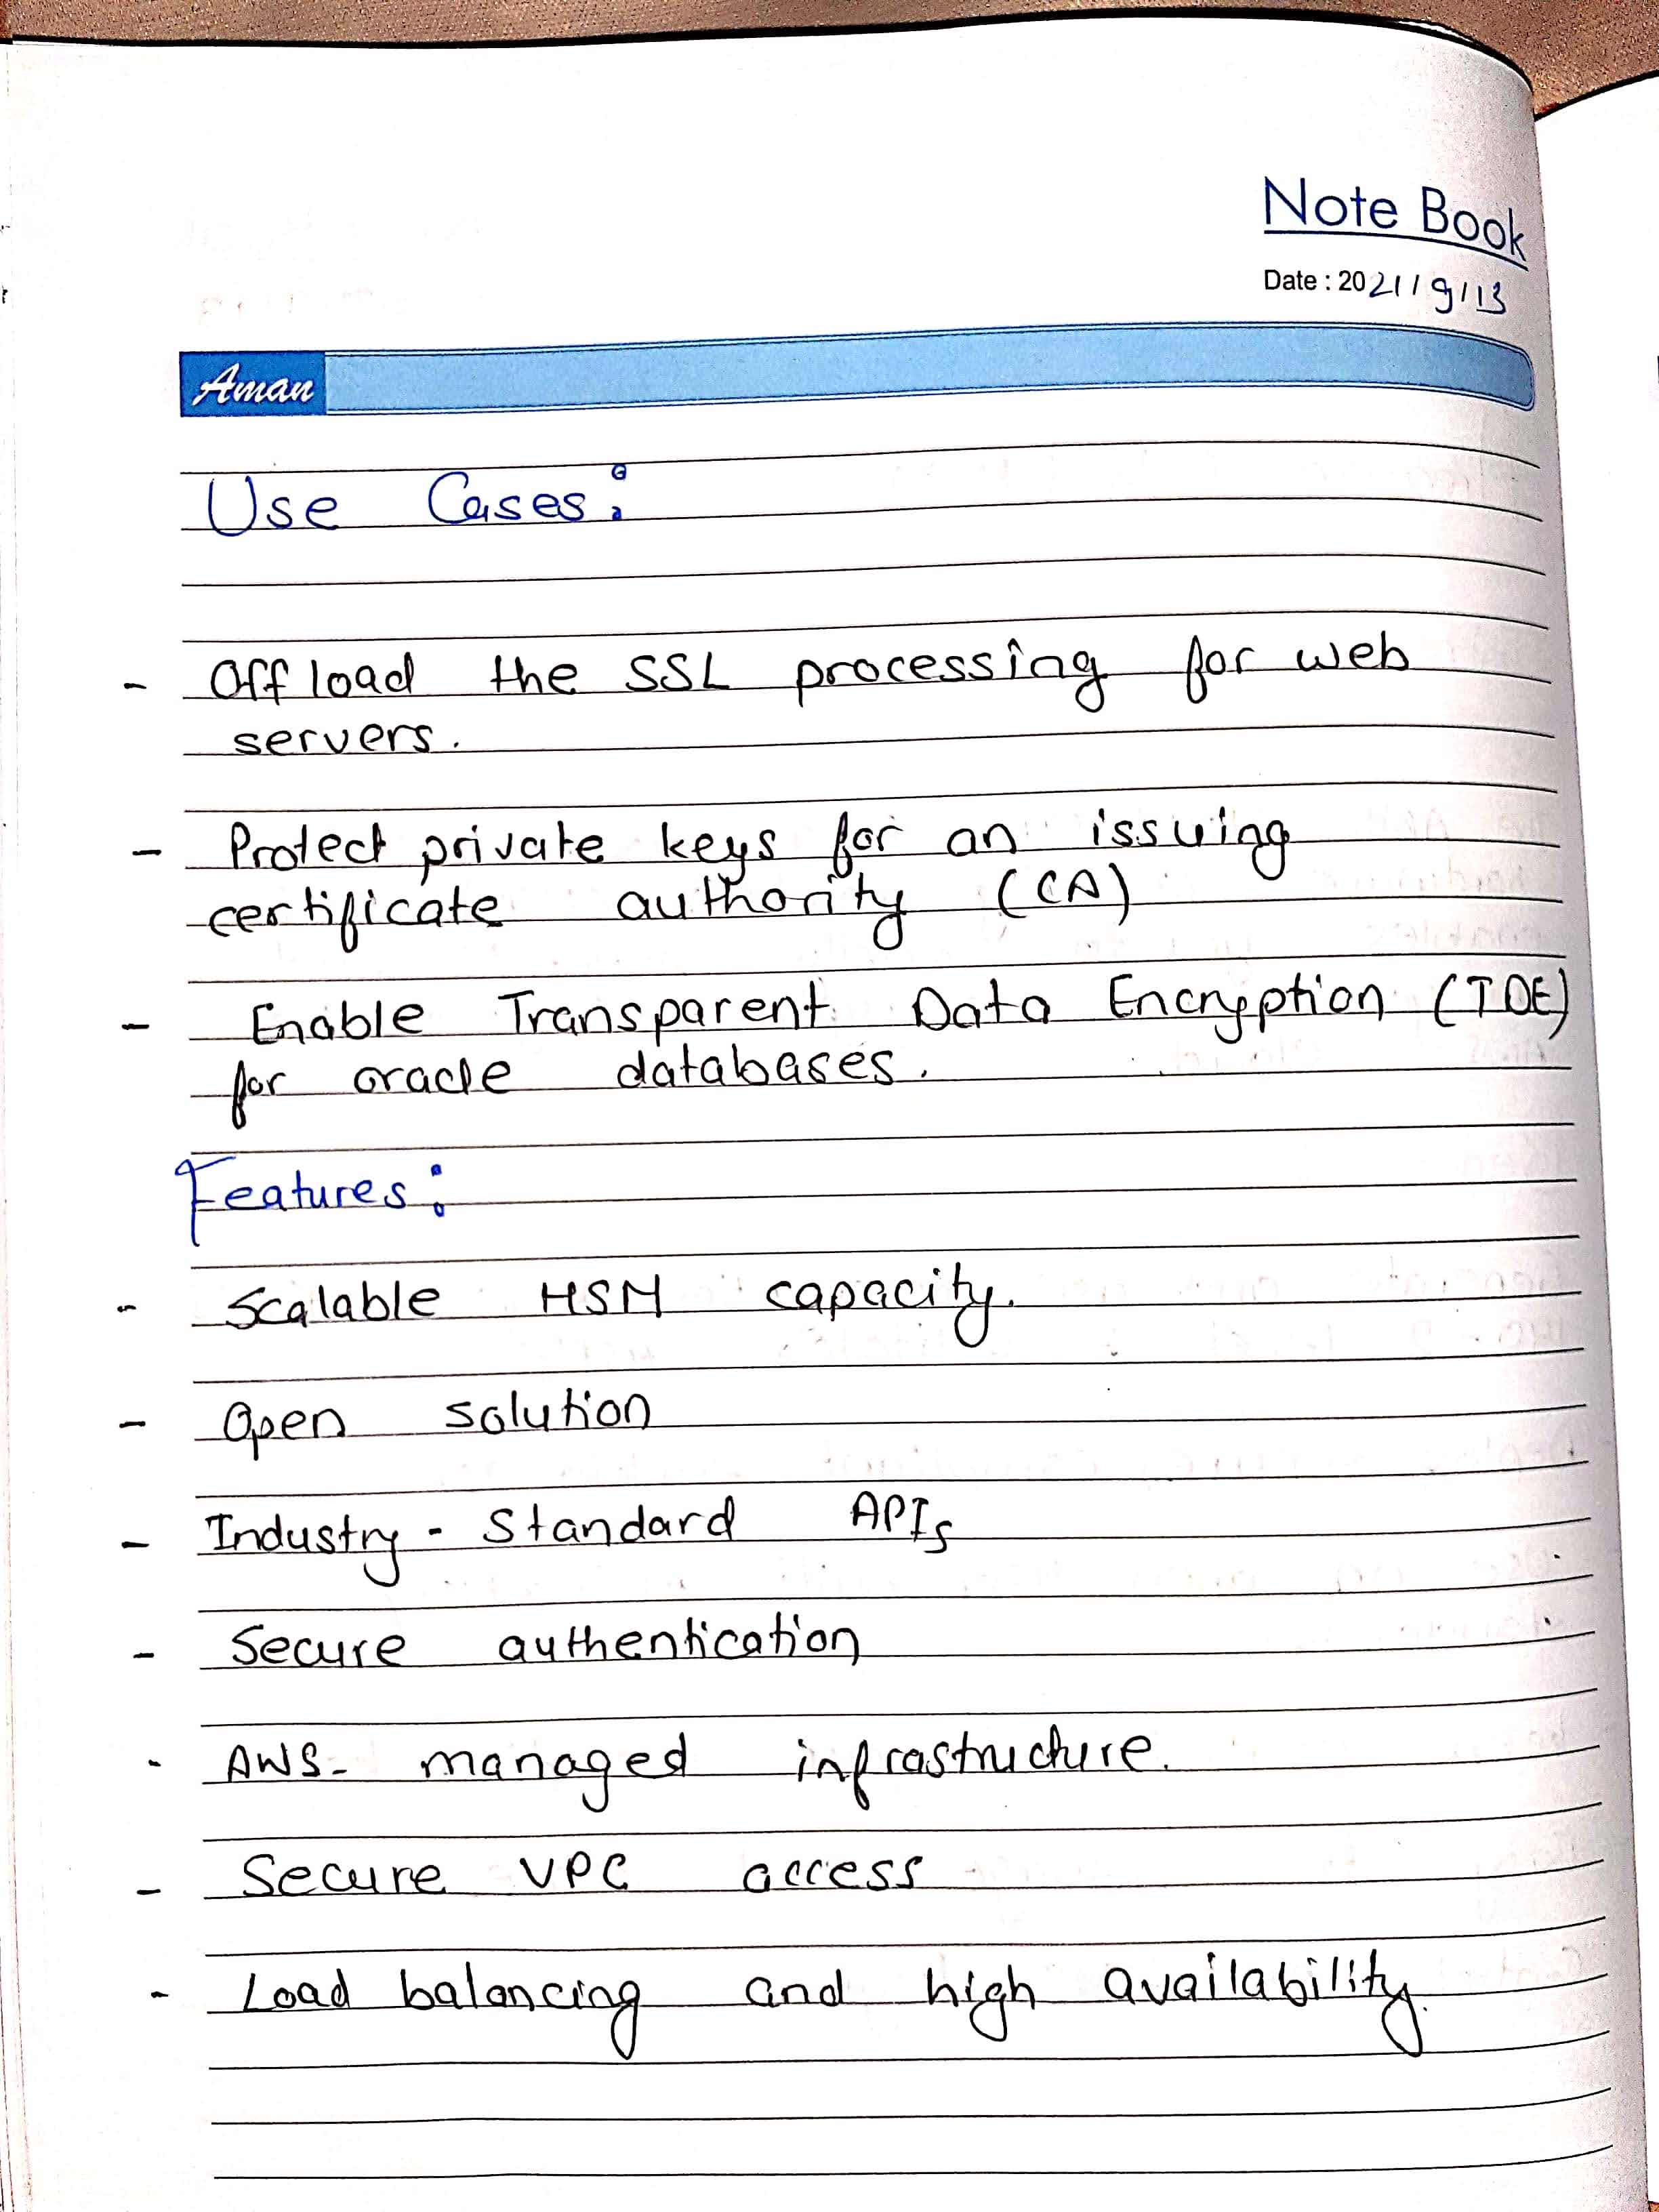 Note Book
Date : 2021/9/13
Aman
Use Cases:
- Off load the SSL processing for web
servers.
- Protect private keys for an issuing
certificate authority (CA)
- Enable Transparent Data Encryption (TDE)
for oracle databases.
Features:
- Scalable HSM capacity.
- Open solution
- Industry - Standard APIs
- Secure authentication
- AWS- managed infrastructure.
- Secure VPC access
- Load balancing and high availability.